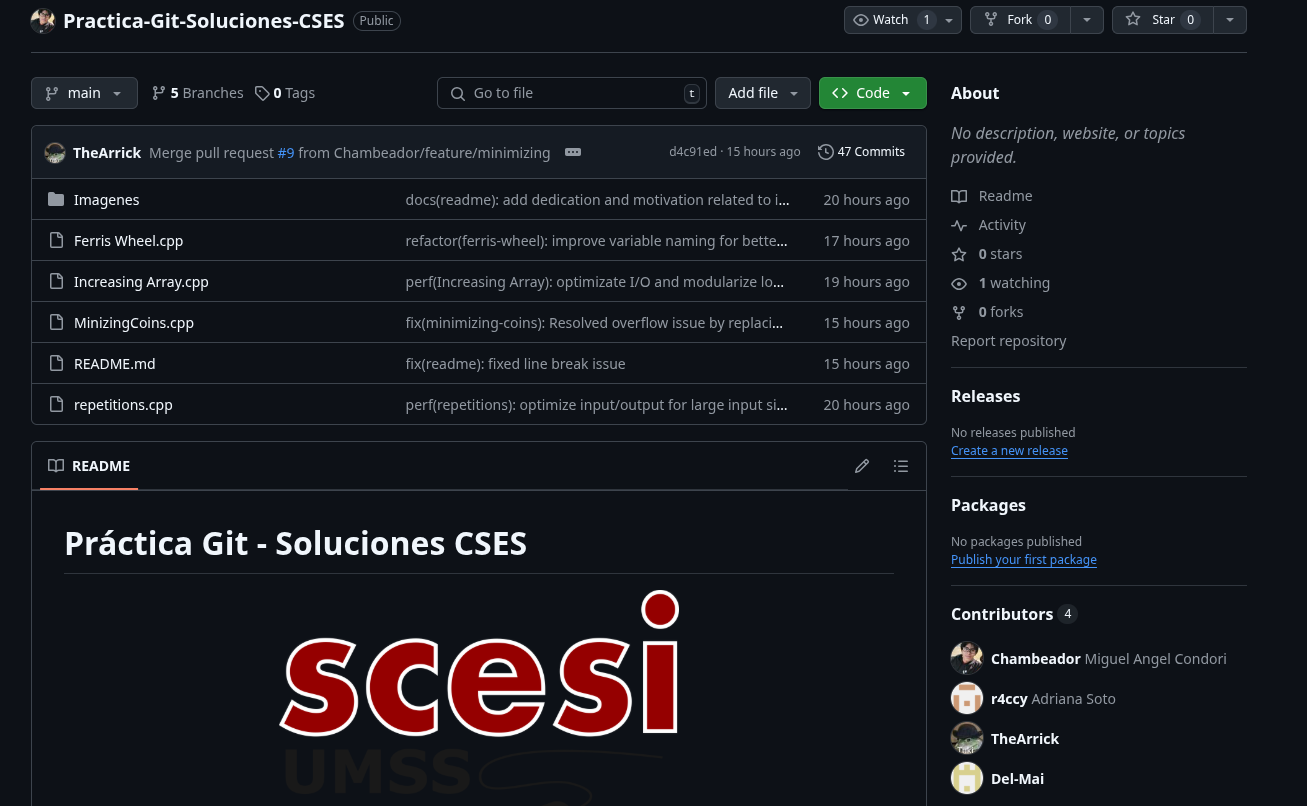 Practica-Git-Soluciones-CSES Public
Watch 1
Fork 0
Star 0
main
5 Branches
0 Tags
Go to file t
Add file
Code
TheArrick Merge pull request #9 from Chambeador/feature/minimizing
d4c91ed · 15 hours ago
47 Commits
Imagenes docs(readme): add dedication and motivation related to i... 20 hours ago
Ferris Wheel.cpp refactor(ferris-wheel): improve variable naming for bette... 17 hours ago
Increasing Array.cpp perf(Increasing Array): optimizate I/O and modularize lo... 19 hours ago
MinizingCoins.cpp fix(minimizing-coins): Resolved overflow issue by replaci... 15 hours ago
README.md fix(readme): fixed line break issue 15 hours ago
repetitions.cpp perf(repetitions): optimize input/output for large input si... 20 hours ago
README
Práctica Git - Soluciones CSES
scesi
UMSS
About
No description, website, or topics
provided.
Readme
Activity
0 stars
1 watching
0 forks
Report repository
Releases
No releases published
Create a new release
Packages
No packages published
Publish your first package
Contributors 4
Chambeador Miguel Angel Condori
r4ccy Adriana Soto
TheArrick
Del-Mai